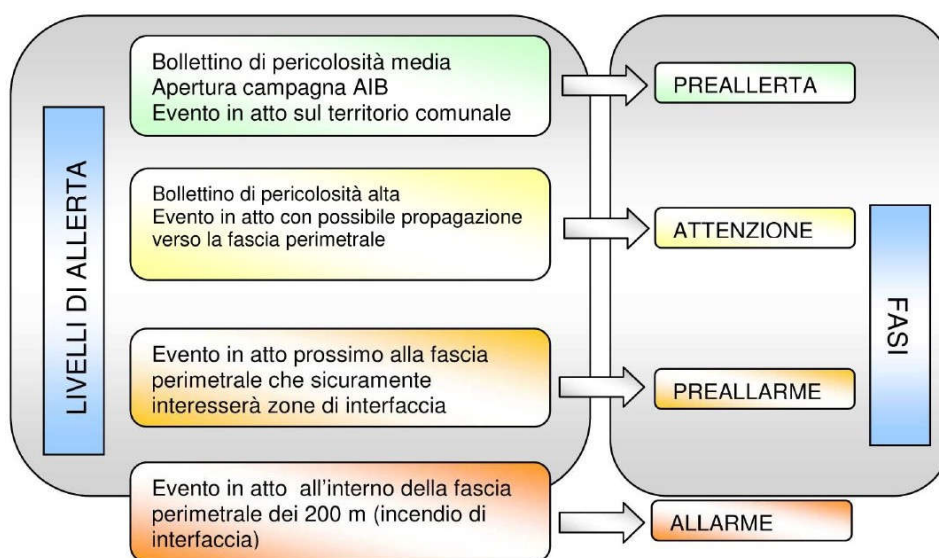 LIVELLI DI ALLERTA
Bollettino di pericolosità media
Apertura campagna AIB
Evento in atto sul territorio comunale
PREALLERTA
Bollettino di pericolosità alta
Evento in atto con possibile propagazione
verso la fascia perimetrale
ATTENZIONE
Evento in atto prossimo alla fascia
perimetrale che sicuramente
interesserà zone di interfaccia
PREALLARME
Evento in atto all'interno della fascia
perimetrale dei 200 m (incendio di
interfaccia)
ALLARME
FASI